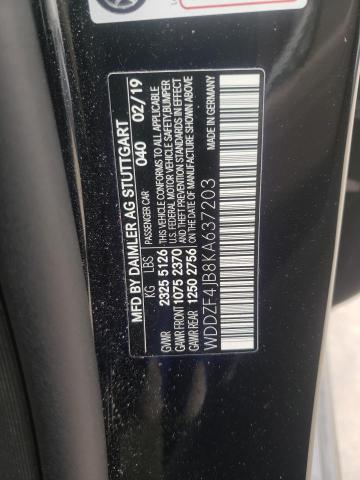 MFD BY DAIMLER AG STUTTGART
PASSENGER CAR 040 02/19
KG LBS
GVWR 2325 5126
GAWR FRONT 1075 2370
GAWR REAR 1250 2756
THIS VEHICLE CONFORMS TO ALL APPLICABLE
U.S. FEDERAL MOTOR VEHICLE SAFETY,BUMPER
AND THEFT PREVENTION STANDARDS IN EFFECT
ON THE DATE OF MANUFACTURE SHOWN ABOVE.
WDDZF4JB8KA637203
MADE IN GERMANY